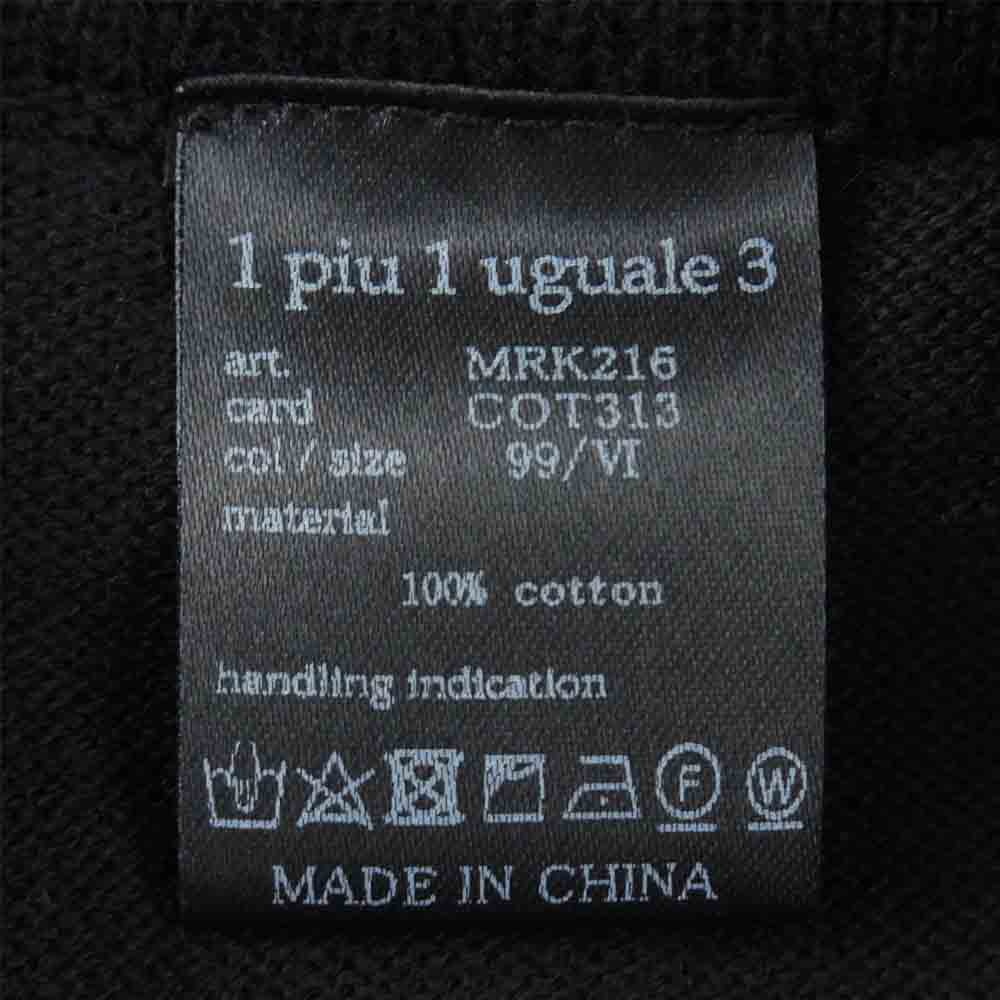 1 piu 1 uguale 3
art. MRK216
card COT313
col / size 99/VI
material
100% cotton
handling indication
F W
MADE IN CHINA